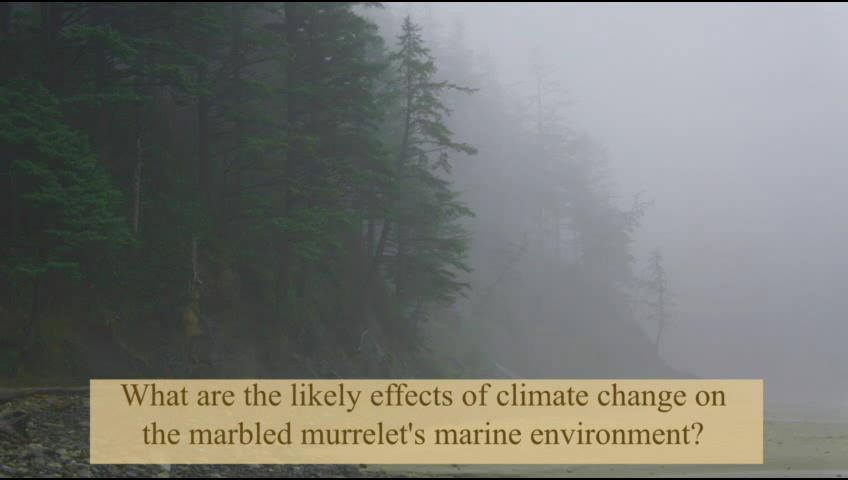 What are the likely effects of climate change on
the marbled murrelet's marine environment?